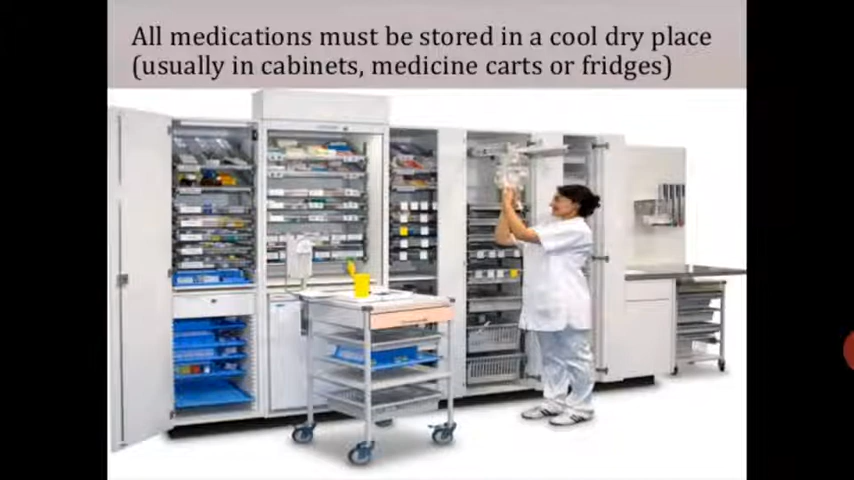 All medications must be stored in a cool dry place
(usually in cabinets, medicine carts or fridges)